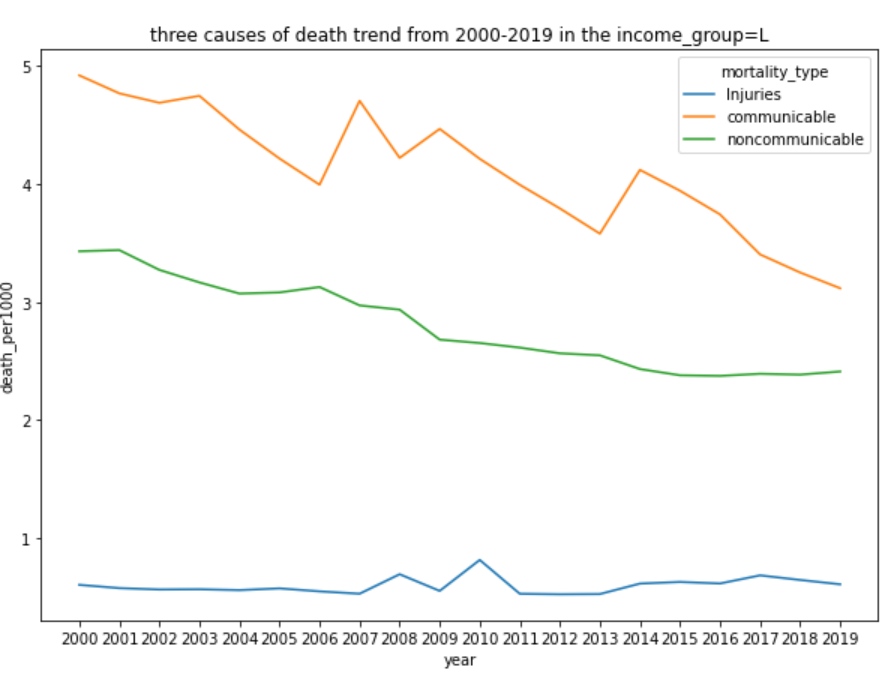 three causes of death trend from 2000-2019 in the income_group=L
mortality_type
Injuries
communicable
noncommunicable
5
4
3
2
1
death_per1000
2000 2001 2002 2003 2004 2005 2006 2007 2008 2009 2010 2011 2012 2013 2014 2015 2016 2017 2018 2019
year